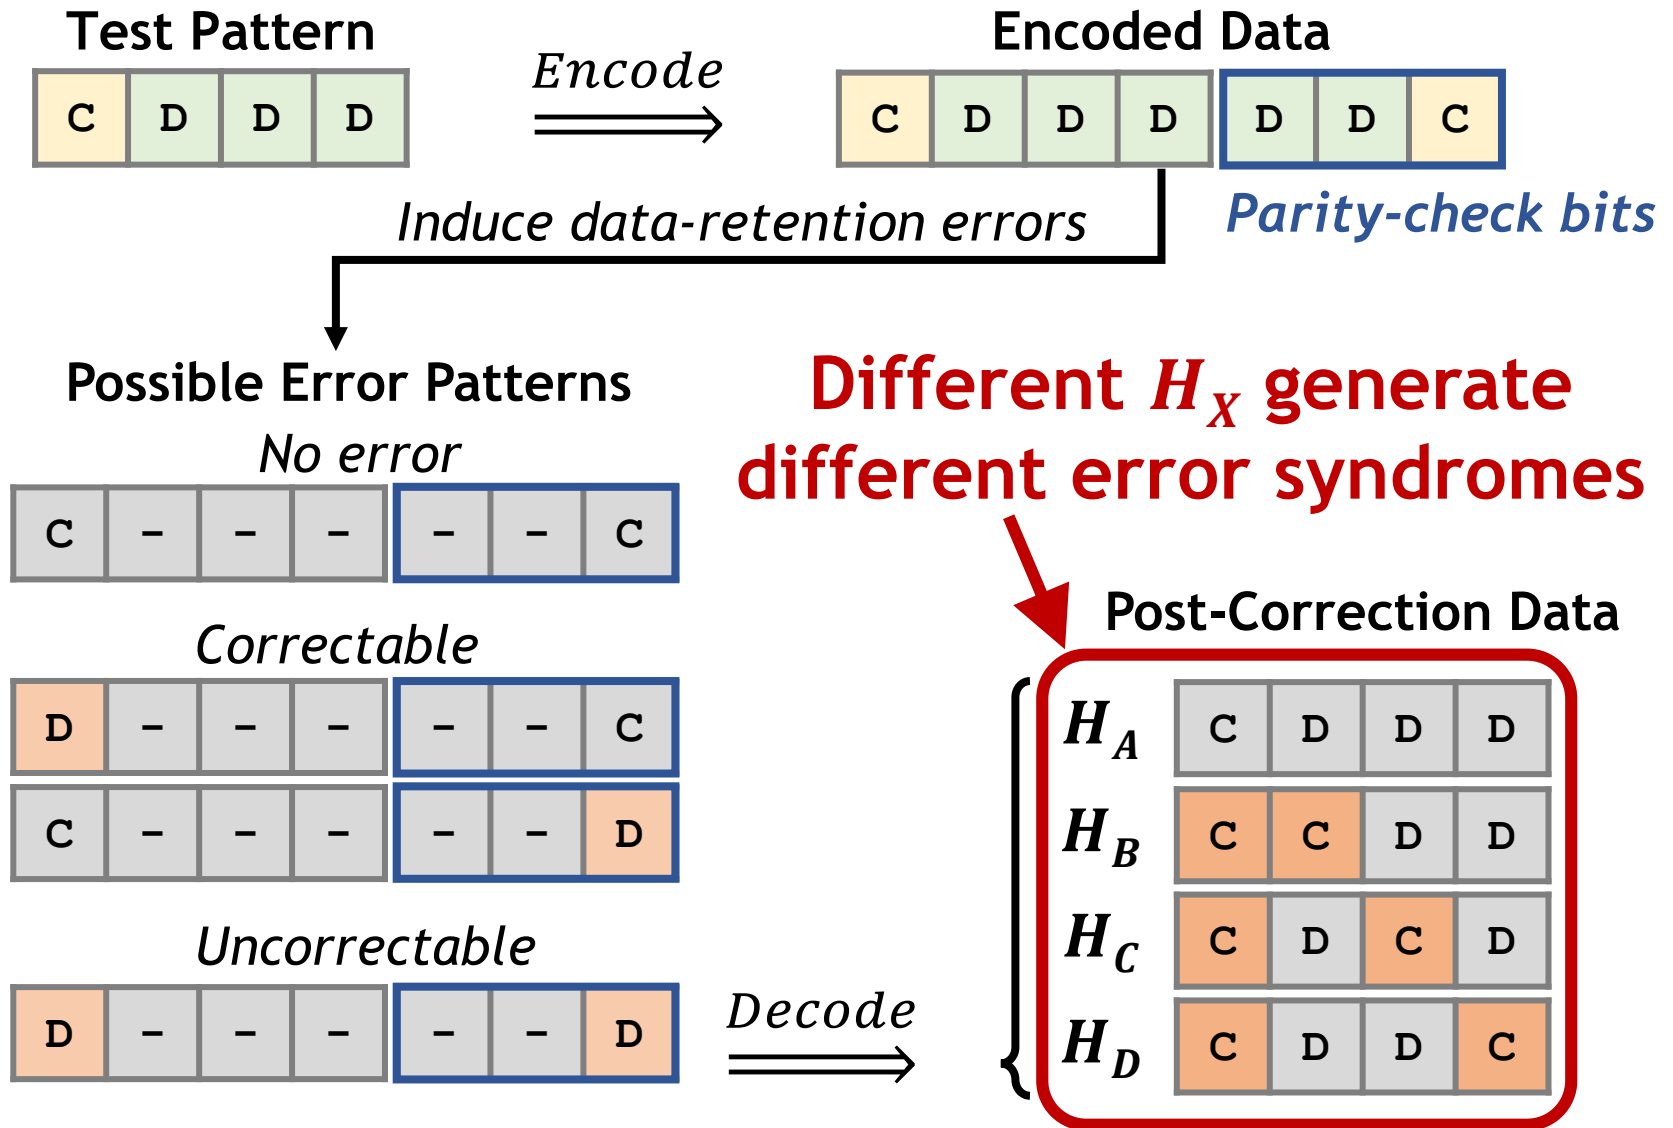 Test Pattern
C D D D
Encode
Encoded Data
C D D D D D C
Parity-check bits
Induce data-retention errors
Possible Error Patterns
No error
C - - - - - C
Correctable
D - - - - - C
C - - - - - D
Uncorrectable
D - - - - - D
Decode
Different H_X generate
different error syndromes
Post-Correction Data
H_A C D D D
H_B C C D D
H_C C D C D
H_D C D D C